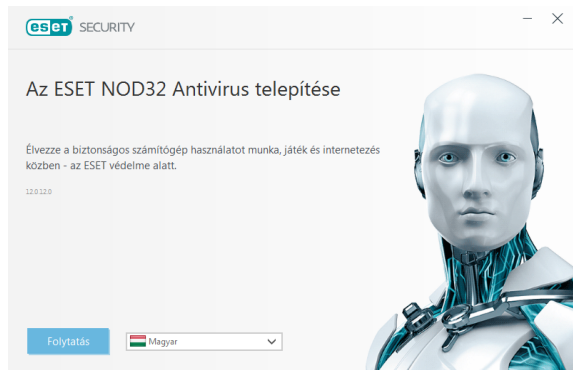 eset SECURITY
Az ESET NOD32 Antivirus telepítése
Élvezze a biztonságos számítógép használatot munka, játék és internetezés
közben - az ESET védelme alatt.
12.0.12.0
Folytatás
Magyar